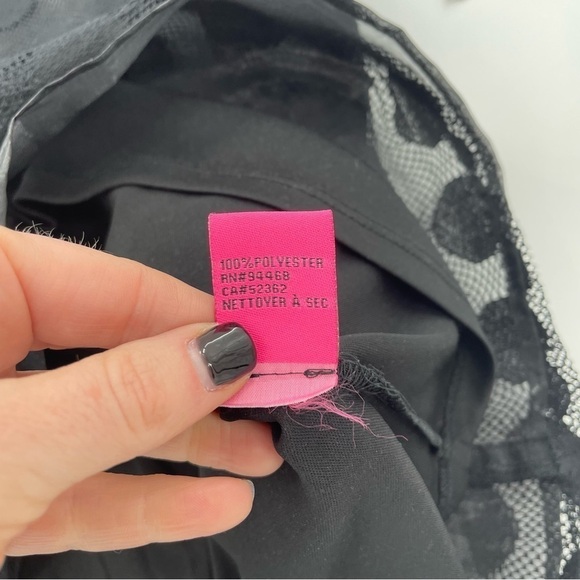 100%POLYESTER
RN#94468
CA#52362
NETTOYER À SEC